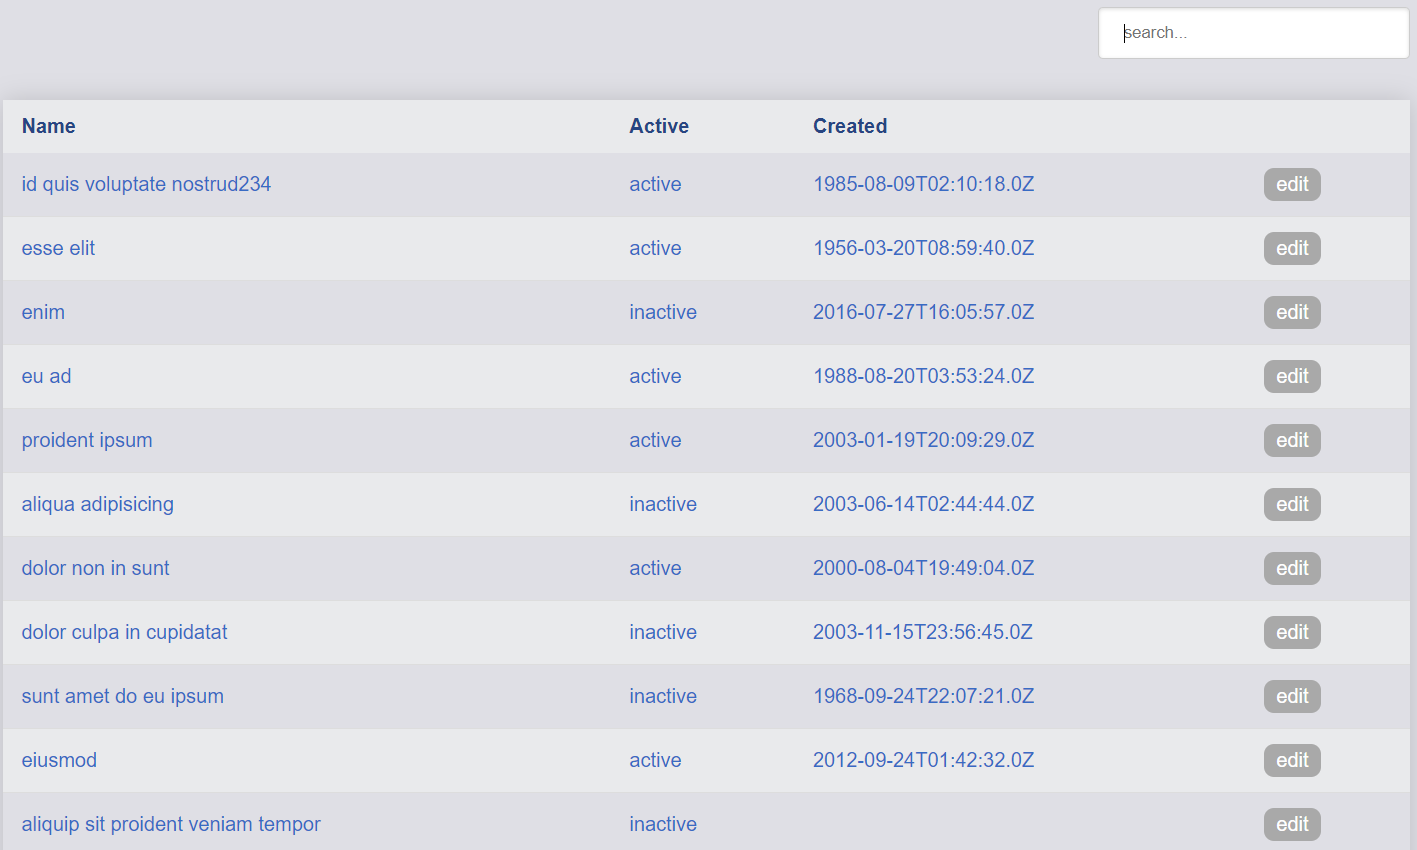 search...
Name Active Created
id quis voluptate nostrud234 active 1985-08-09T02:10:18.0Z edit
esse elit active 1956-03-20T08:59:40.0Z edit
enim inactive 2016-07-27T16:05:57.0Z edit
eu ad active 1988-08-20T03:53:24.0Z edit
proident ipsum active 2003-01-19T20:09:29.0Z edit
aliqua adipisicing inactive 2003-06-14T02:44:44.0Z edit
dolor non in sunt active 2000-08-04T19:49:04.0Z edit
dolor culpa in cupidatat inactive 2003-11-15T23:56:45.0Z edit
sunt amet do eu ipsum inactive 1968-09-24T22:07:21.0Z edit
eiusmod active 2012-09-24T01:42:32.0Z edit
aliquip sit proident veniam tempor inactive edit